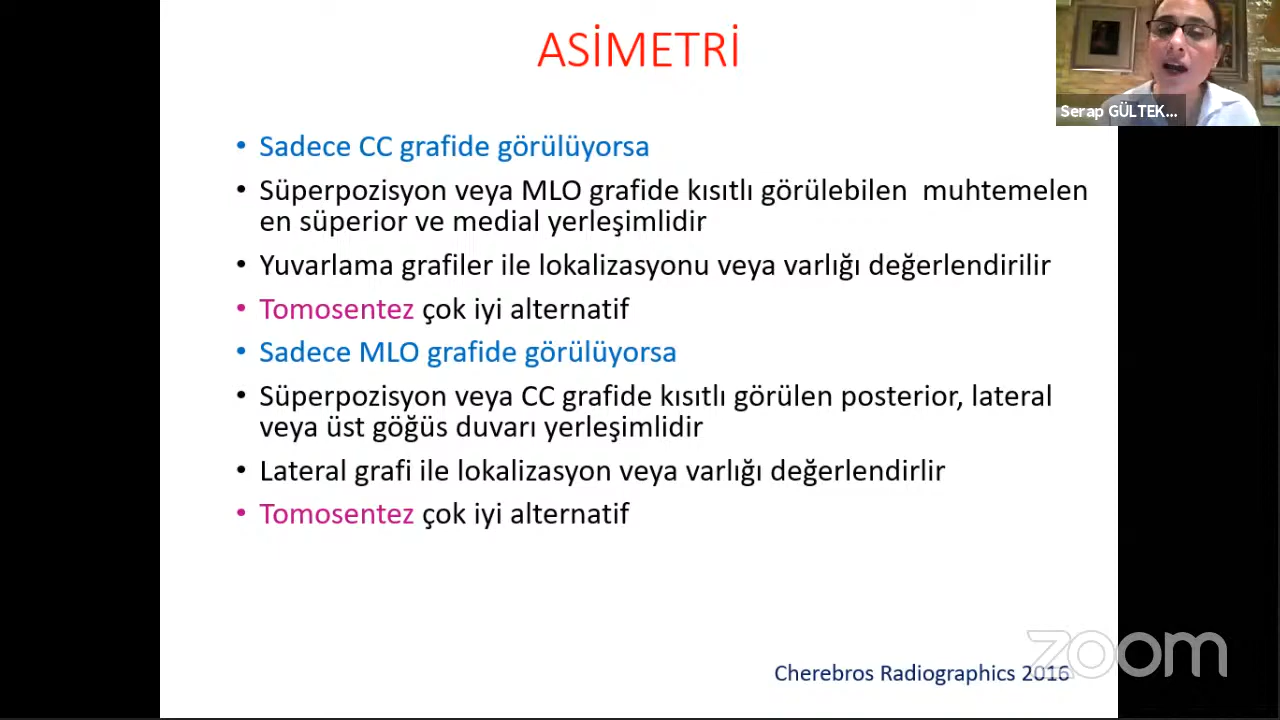 ASİMETRİ
Serap GÜLTEK...
• Sadece CC grafide görülüyorsa
• Süperpozisyon veya MLO grafide kısıtlı görülebilen muhtemelen
en süperior ve medial yerleşimlidir
• Yuvarlama grafiler ile lokalizasyonu veya varlığı değerlendirilir
• Tomosentez çok iyi alternatif
• Sadece MLO grafide görülüyorsa
• Süperpozisyon veya CC grafide kısıtlı görülen posterior, lateral
veya üst göğüs duvarı yerleşimlidir
• Lateral grafi ile lokalizasyon veya varlığı değerlendirlir
• Tomosentez çok iyi alternatif
Cherebros Radiographics 2016
zoom